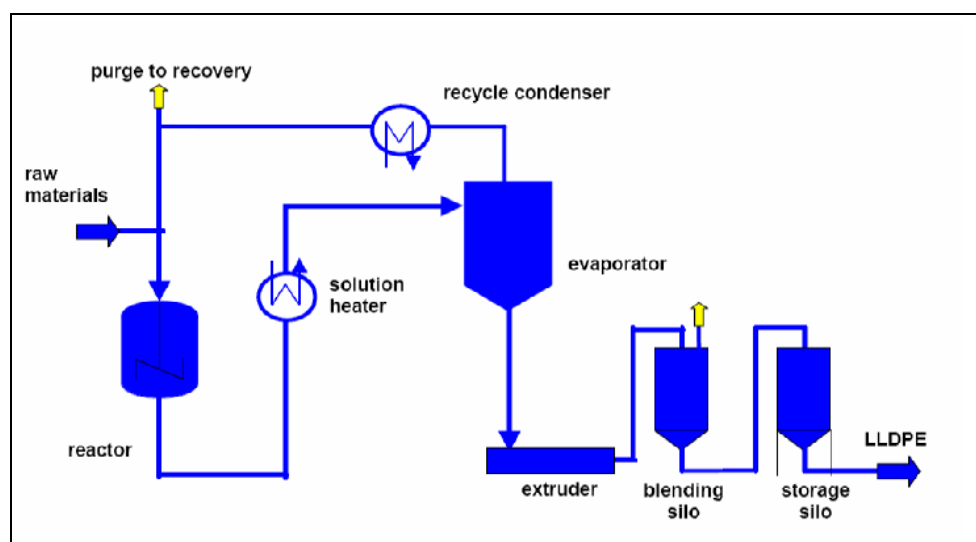 purge to recovery
recycle condenser
raw
materials
evaporator
solution
heater
reactor
LLDPE
extruder
blending
silo
storage
silo